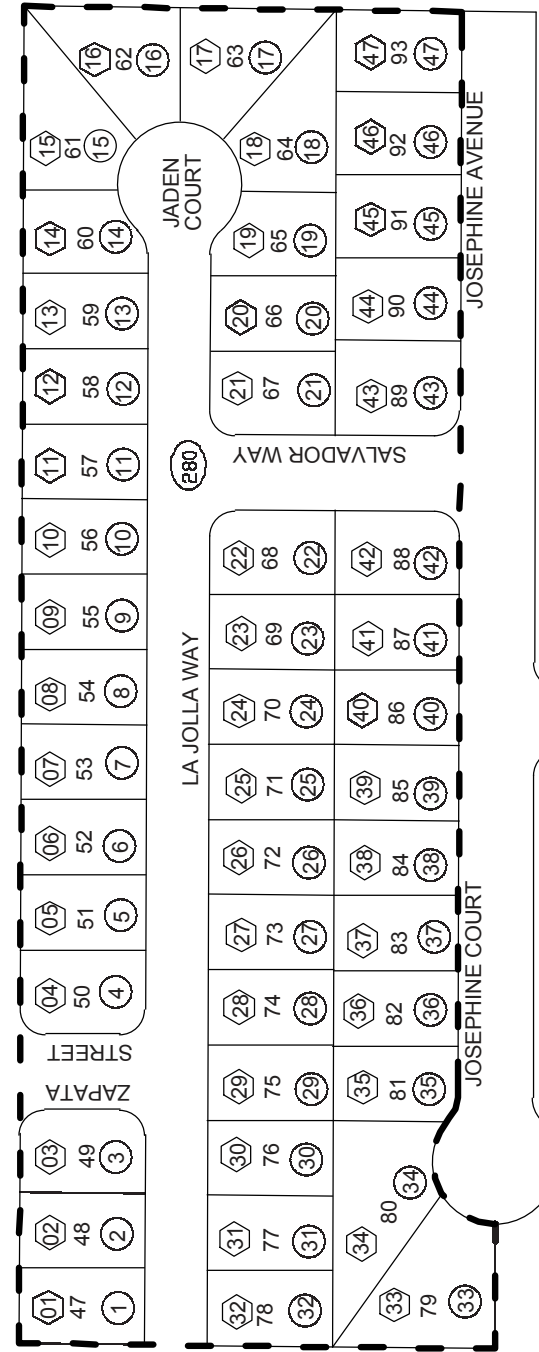 01 02 03 04 05 06 07 08 09 10 11 12 13 14 15 16
47 48 49 50 51 52 53 54 55 56 57 58 59 60 61 62
1 2 3 4 5 6 7 8 9 10 11 12 13 14 15 16
ZAPATA
STREET
LA JOLLA WAY
280
JADEN
COURT
32 31 30 29 28 27 26 25 24 23 22 21 20 19 18 17
78 77 76 75 74 73 72 71 70 69 68 67 66 65 64 63
32 31 30 29 28 27 26 25 24 23 22 21 20 19 18 17
SALVADOR WAY
33 34 35 36 37 38 39 40 41 42 43 44 45 46 47
79 80 81 82 83 84 85 86 87 88 89 90 91 92 93
33 34 35 36 37 38 39 40 41 42 43 44 45 46 47
JOSEPHINE COURT
JOSEPHINE AVENUE